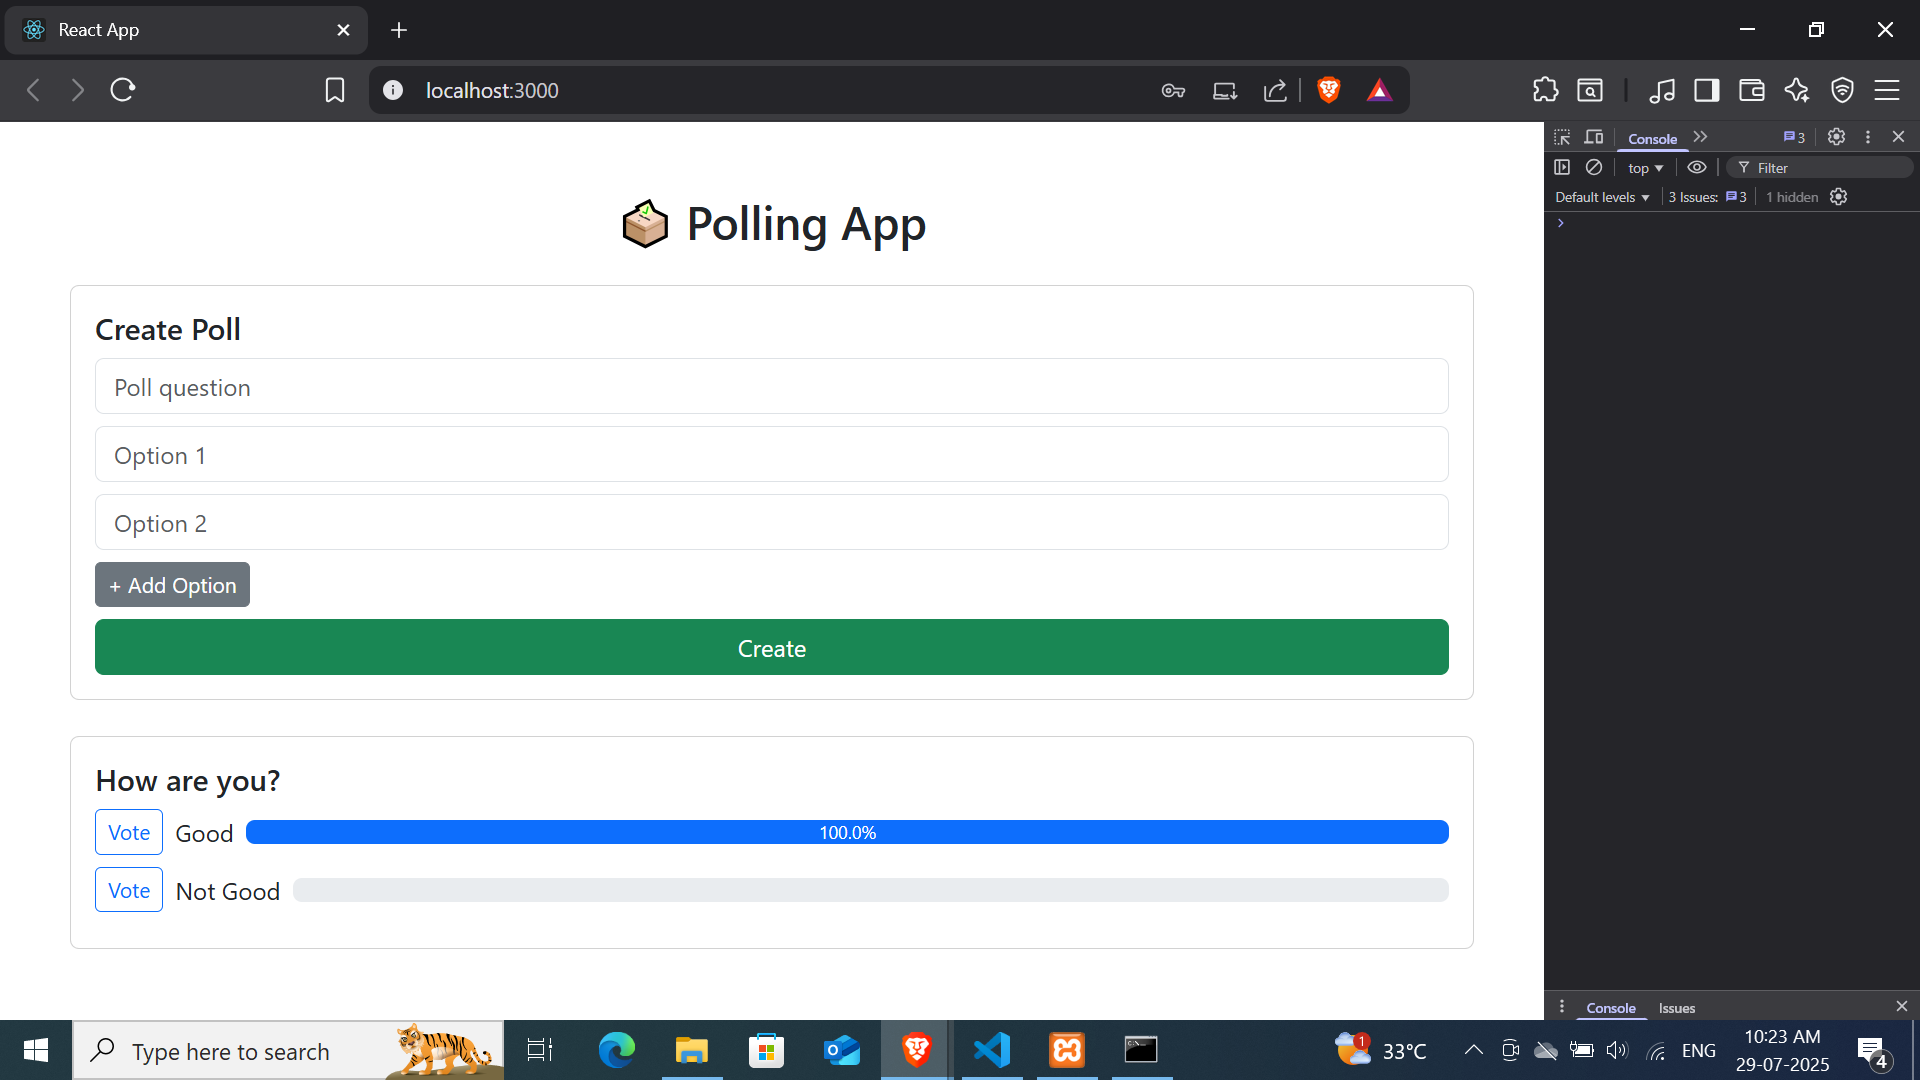 React App
localhost:3000
Console
3
top
Filter
Default levels
3 Issues:
3
1 hidden
Polling App
Create Poll
Poll question
Option 1
Option 2
+ Add Option
Create
How are you?
Vote
Good
100.0%
Vote
Not Good
Console
Issues
Type here to search
1
33°C
ENG
10:23 AM
29-07-2025
4